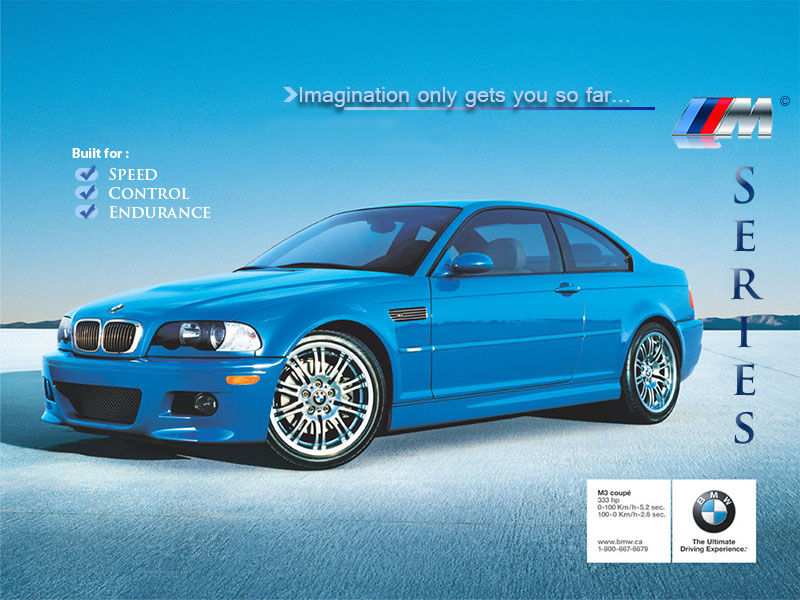 Imagination only gets you so far...
M ©
SERIES
Built for :
SPEED
CONTROL
ENDURANCE
M3 coupé
333 hp
0-100 Km/h-5.2 sec.
100-0 Km/h-2.6 sec.
www.bmw.ca
1-800-667-6679
BMW
The Ultimate
Driving Experience.